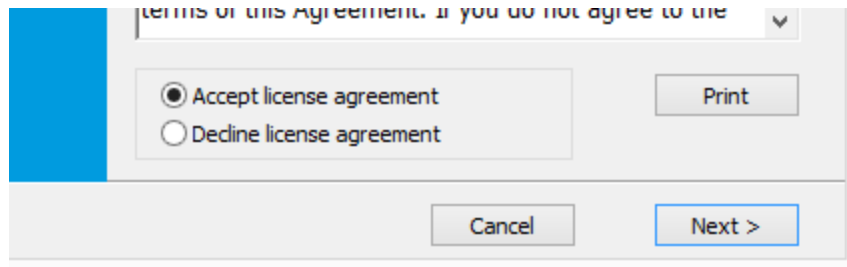 terms of this Agreement. If you do not agree to the
Accept license agreement
Print
Decline license agreement
Cancel
Next >